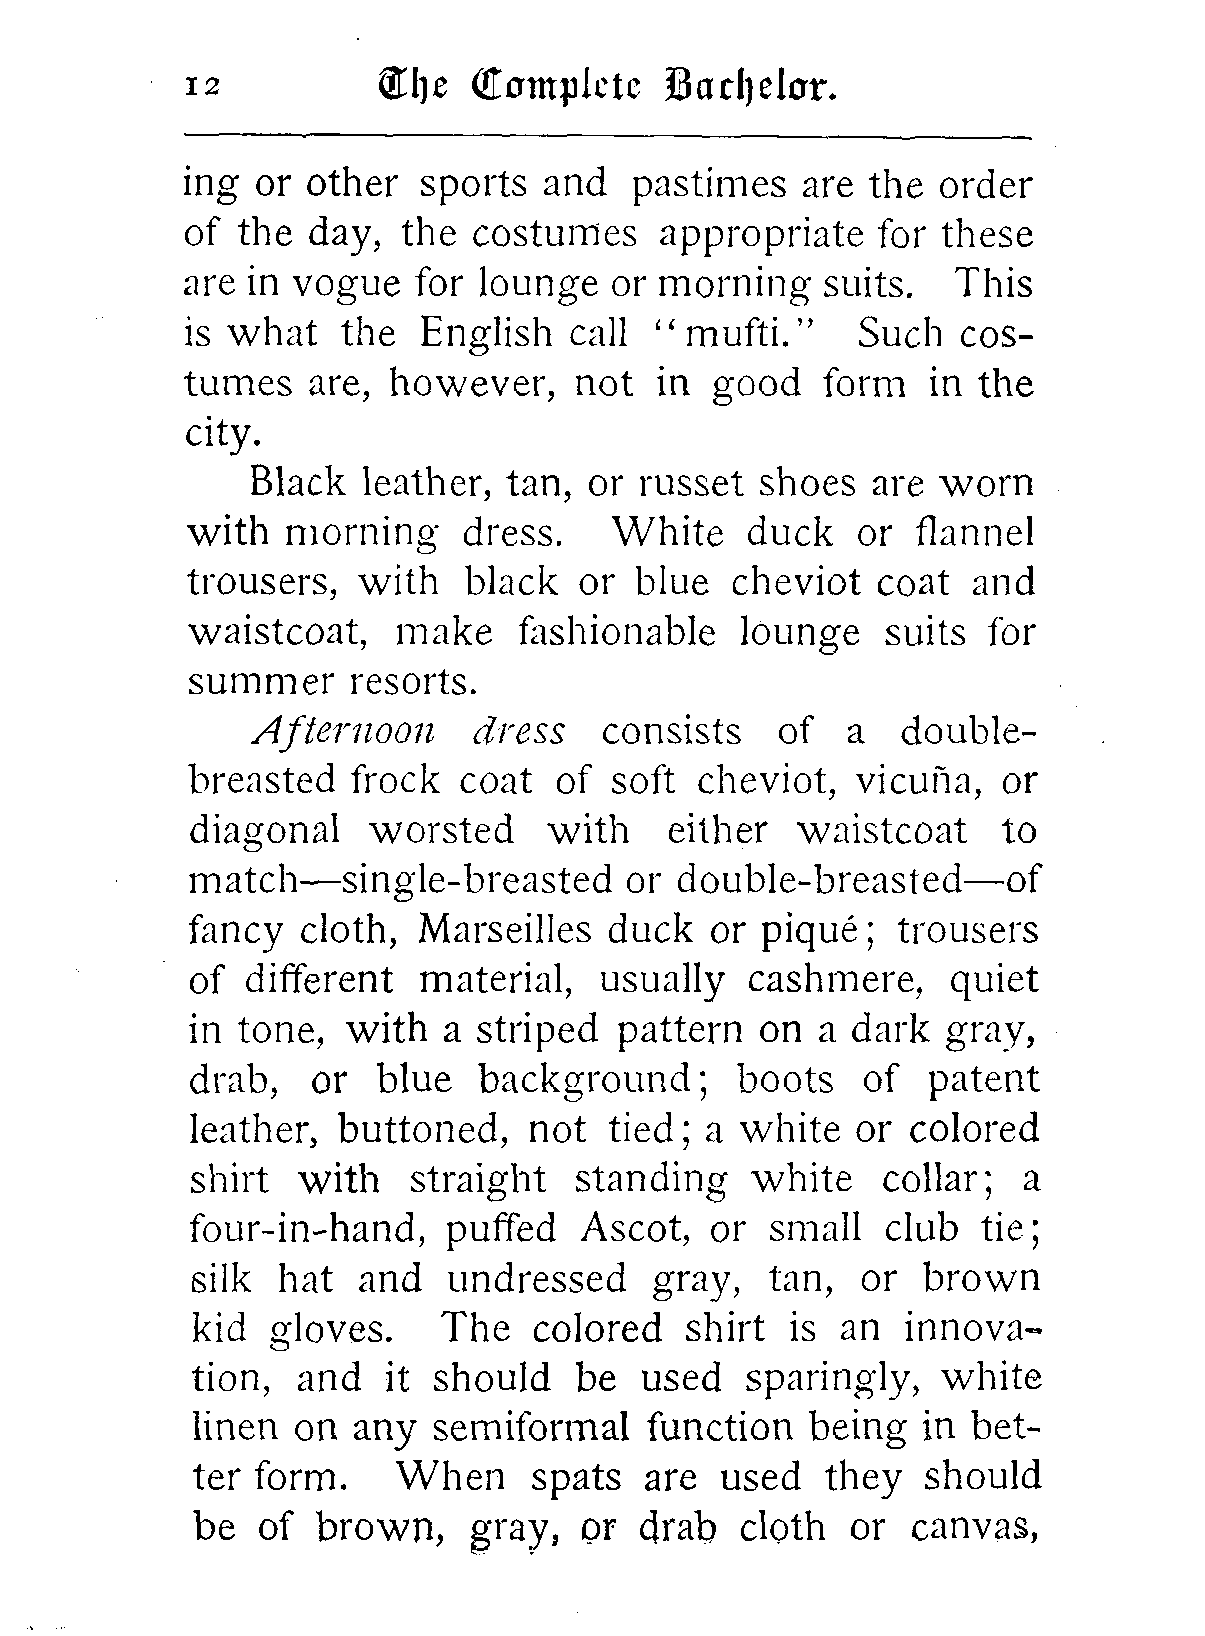 12 The Complete Bachelor.
ing or other sports and pastimes are the order
of the day, the costumes appropriate for these
are in vogue for lounge or morning suits. This
is what the English call “mufti.” Such cos-
tumes are, however, not in good form in the
city.
Black leather, tan, or russet shoes are worn
with morning dress. White duck or flannel
trousers, with black or blue cheviot coat and
waistcoat, make fashionable lounge suits for
summer resorts.
Afternoon dress consists of a double-
breasted frock coat of soft cheviot, vicuña, or
diagonal worsted with either waistcoat to
match—single-breasted or double-breasted—of
fancy cloth, Marseilles duck or piqué; trousers
of different material, usually cashmere, quiet
in tone, with a striped pattern on a dark gray,
drab, or blue background; boots of patent
leather, buttoned, not tied; a white or colored
shirt with straight standing white collar; a
four-in-hand, puffed Ascot, or small club tie;
silk hat and undressed gray, tan, or brown
kid gloves. The colored shirt is an innova-
tion, and it should be used sparingly, white
linen on any semiformal function being in bet-
ter form. When spats are used they should
be of brown, gray, or drab cloth or canvas,